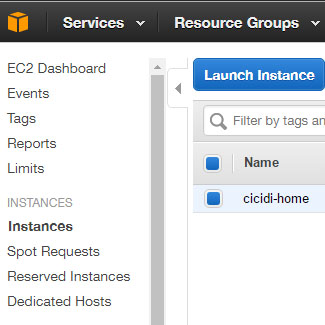 Services
Resource Groups
EC2 Dashboard
Events
Tags
Reports
Limits
INSTANCES
Instances
Spot Requests
Reserved Instances
Dedicated Hosts
Launch Instance
Filter by tags an
Name
cicidi-home